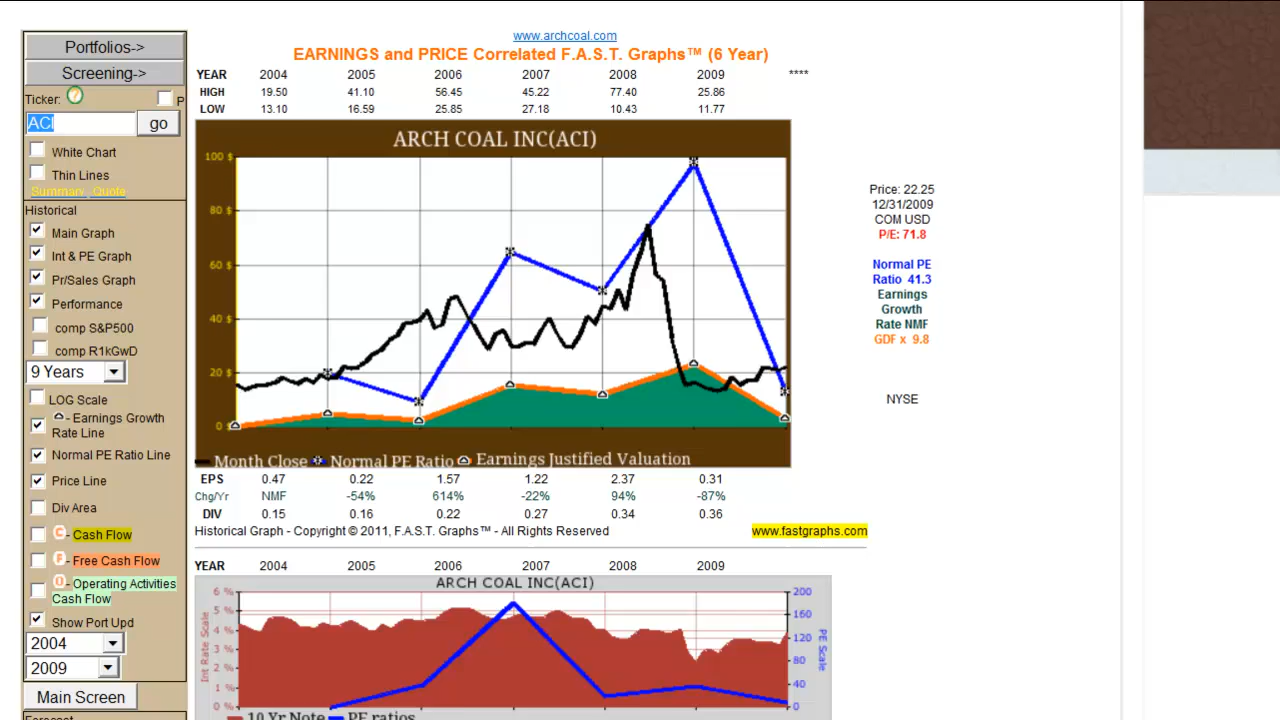 Portfolios->
Screening->
Ticker:
P
ACI
go
White Chart
Thin Lines
Summary Quote
Historical
Main Graph
Int & PE Graph
Pr/Sales Graph
Performance
comp S&P500
comp R1kGwD
9 Years
LOG Scale
- Earnings Growth
Rate Line
Normal PE Ratio Line
Price Line
Div Area
C - Cash Flow
F - Free Cash Flow
O - Operating Activities
Cash Flow
Show Port Upd
2004
2009
Main Screen
Forecast
www.archcoal.com
EARNINGS and PRICE Correlated F.A.S.T. Graphs™ (6 Year)
YEAR 2004 2005 2006 2007 2008 2009 ****
HIGH 19.50 41.10 56.45 45.22 77.40 25.86
LOW 13.10 16.59 25.85 27.18 10.43 11.77
ARCH COAL INC(ACI)
100 $
80 $
60 $
40 $
20 $
0 $
Month Close Normal PE Ratio Earnings Justified Valuation
EPS 0.47 0.22 1.57 1.22 2.37 0.31
Chg/Yr NMF -54% 614% -22% 94% -87%
DIV 0.15 0.16 0.22 0.27 0.34 0.36
Historical Graph - Copyright © 2011, F.A.S.T. Graphs™ - All Rights Reserved www.fastgraphs.com
YEAR 2004 2005 2006 2007 2008 2009
ARCH COAL INC(ACI)
6 %
5 %
4 %
3 %
2 %
1 %
0 %
Int Rate Scale
200
160
120
80
40
0
PE Scale
10 Yr Note PE ratios
Price: 22.25
12/31/2009
COM USD
P/E: 71.8
Normal PE
Ratio 41.3
Earnings
Growth
Rate NMF
GDF x 9.8
NYSE